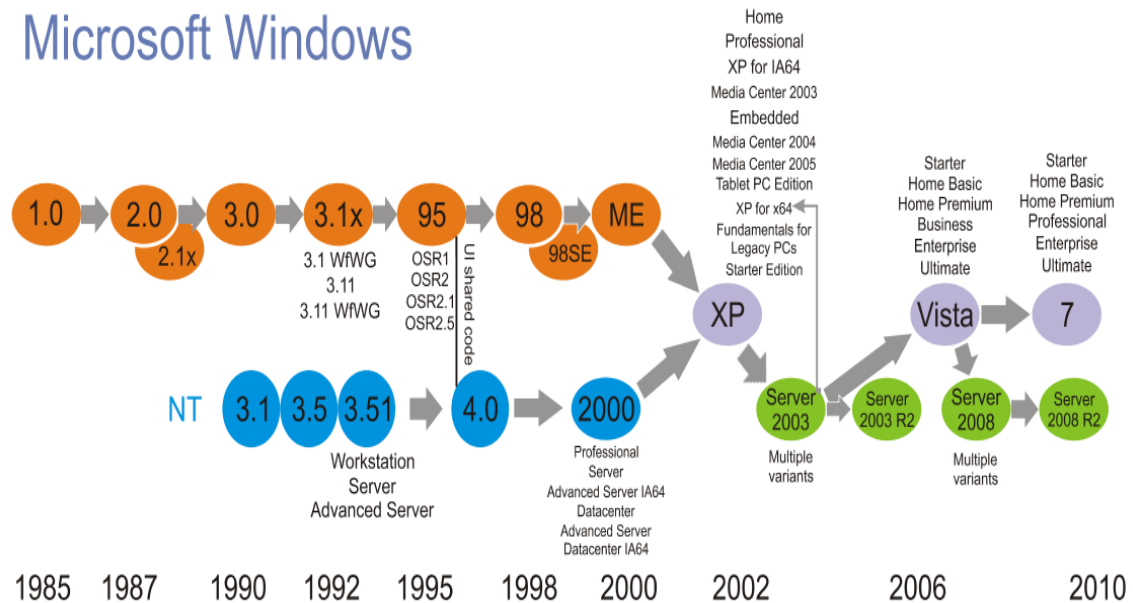 Microsoft Windows
Home
Professional
XP for IA64
Media Center 2003
Embedded
Media Center 2004
Media Center 2005
Tablet PC Edition
XP for x64
Fundamentals for
Legacy PCs
Starter Edition
Starter
Home Basic
Home Premium
Business
Enterprise
Ultimate
Starter
Home Basic
Home Premium
Professional
Enterprise
Ultimate
1.0
2.0
2.1x
3.0
3.1x
95
98
98SE
ME
3.1 WfWG
3.11
3.11 WfWG
OSR1
OSR2
OSR2.1
OSR2.5
UI shared code
XP
Vista
7
NT
3.1
3.5
3.51
4.0
2000
Server
2003
Server
2003 R2
Server
2008
Server
2008 R2
Workstation
Server
Advanced Server
Professional
Server
Advanced Server IA64
Datacenter
Advanced Server
Datacenter IA64
Multiple
variants
Multiple
variants
1985 1987 1990 1992 1995 1998 2000 2002 2006 2010